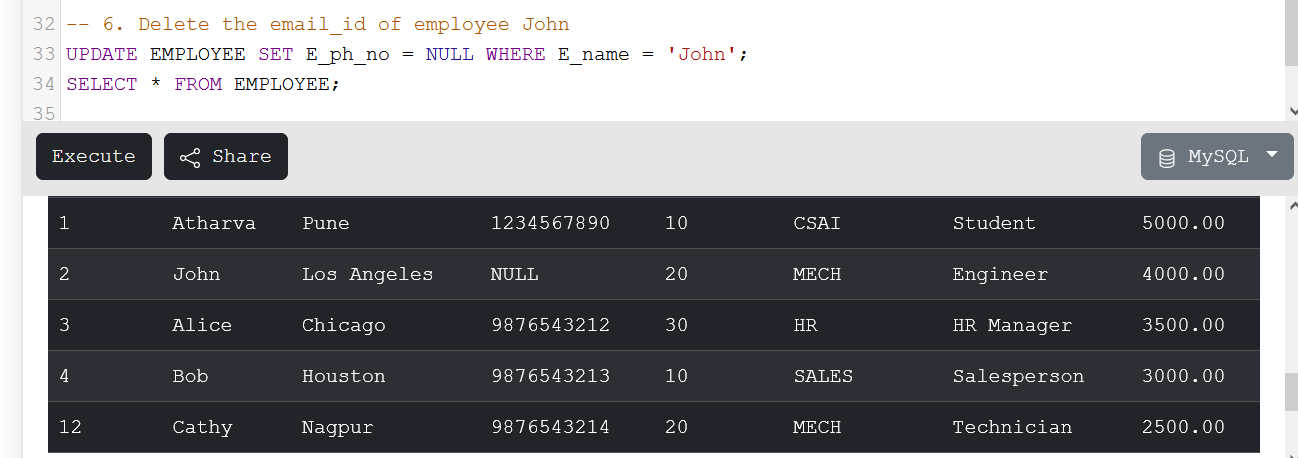 32 -- 6. Delete the email_id of employee John
33 UPDATE EMPLOYEE SET E_ph_no = NULL WHERE E_name = 'John';
34 SELECT * FROM EMPLOYEE;
35
Execute Share MySQL
1 Atharva Pune 1234567890 10 CSAI Student 5000.00
2 John Los Angeles NULL 20 MECH Engineer 4000.00
3 Alice Chicago 9876543212 30 HR HR Manager 3500.00
4 Bob Houston 9876543213 10 SALES Salesperson 3000.00
12 Cathy Nagpur 9876543214 20 MECH Technician 2500.00